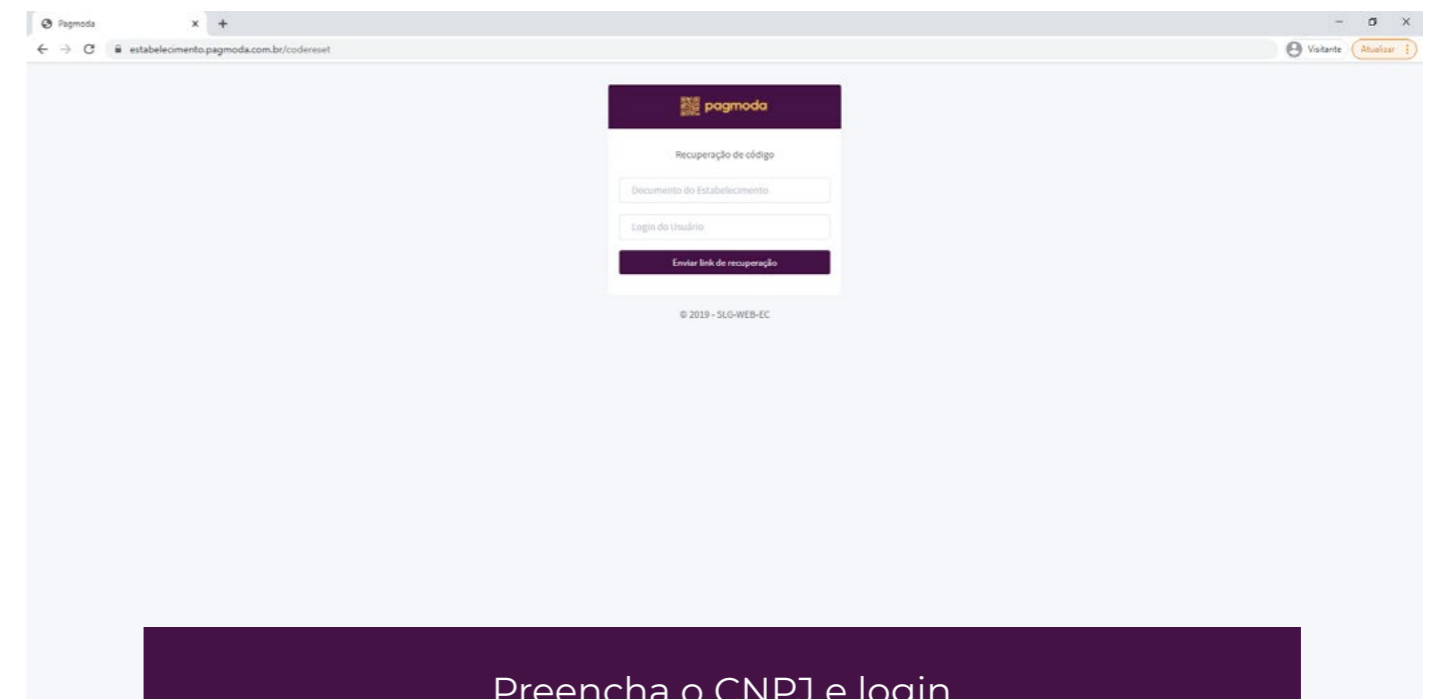 Pagmoda
estabelecimento.pagmoda.com.br/codereset
Visitante
Atualizar
pagmoda
Recuperação de código
Documento do Estabelecimento
Login do Usuário
Enviar link de recuperação
© 2019 - SLG-WEB-EC
Preencha o CNPJ e login